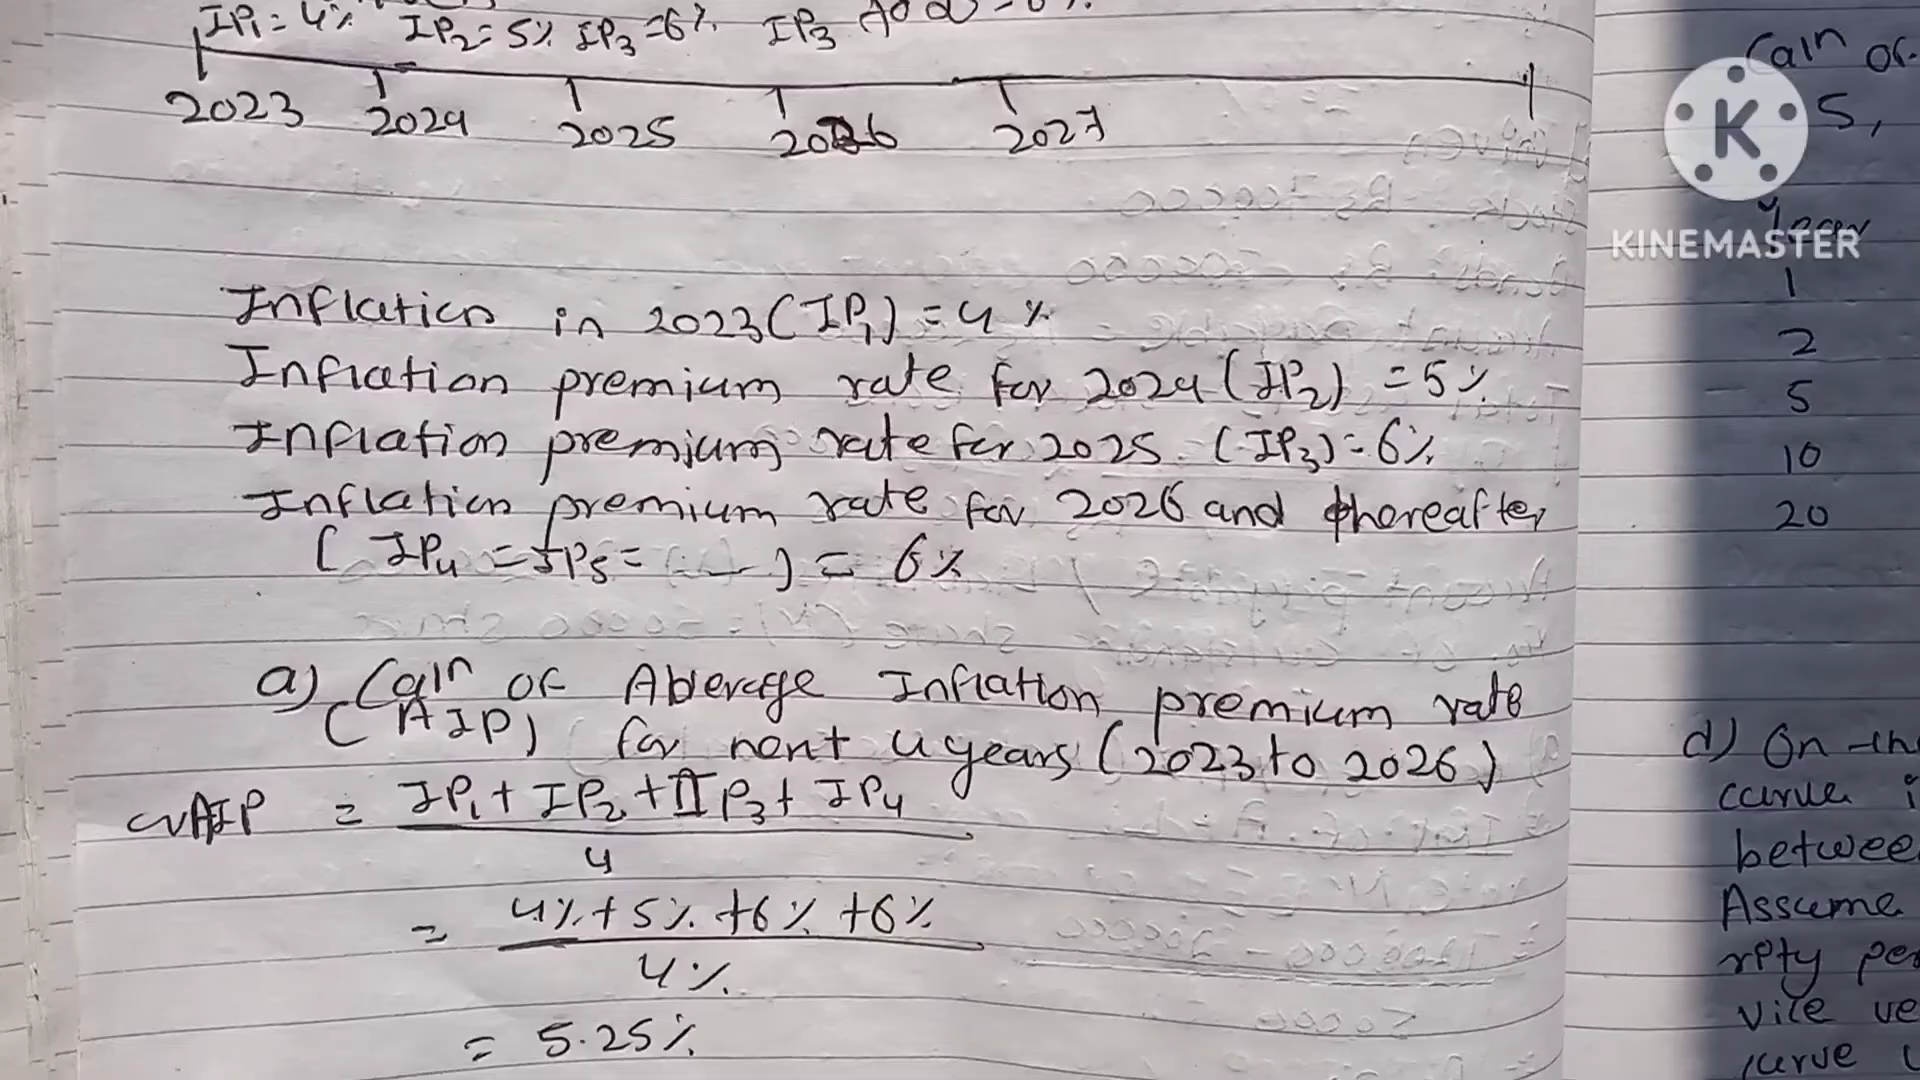 IP1 = 4% IP2 = 5% IP3 = 6% IP3
2023 2024 2025 2026 2027
Inflation in 2023 (IP1) = 4%
Inflation premium rate for 2024 (IP2) = 5%
Inflation premium rate for 2025 (IP3) = 6%
Inflation premium rate for 2026 and thereafter
( IP4 = IP5 = --- ) = 6%
a) Caln of Abverage Inflation premium rate
(AIP) for next 4 years (2023 to 2026)
AIP = IP1 + IP2 + IP3 + IP4
4
= 4% + 5% + 6% + 6%
4%
= 5.25%
Caln of
5,
K
KINEMASTER
Year
1
2
5
10
20
d) On the
curve i
between
Assume
rpty per
vice ve
curve